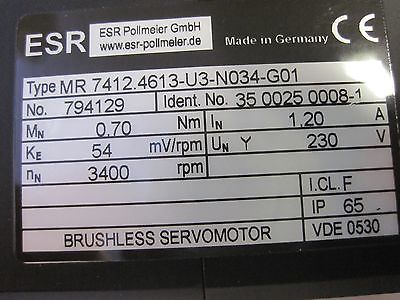 ESR ESR Pollmeier GmbH
www.esr-pollmeier.de Made in Germany CE
Type MR 7412.4613-U3-N034-G01
No. 794129 Ident. No. 35 0025 0008-1
MN 0.70 Nm IN 1.20 A
KE 54 mV/rpm UN Y 230 V
nN 3400 rpm
I.CL. F
IP 65
BRUSHLESS SERVOMOTOR VDE 0530